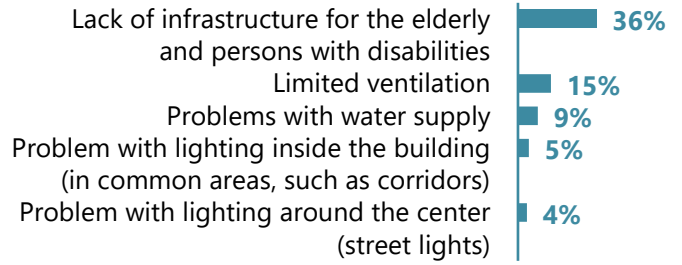 Lack of infrastructure for the elderly 36%
and persons with disabilities
Limited ventilation 15%
Problems with water supply 9%
Problem with lighting inside the building 5%
(in common areas, such as corridors)
Problem with lighting around the center 4%
(street lights)